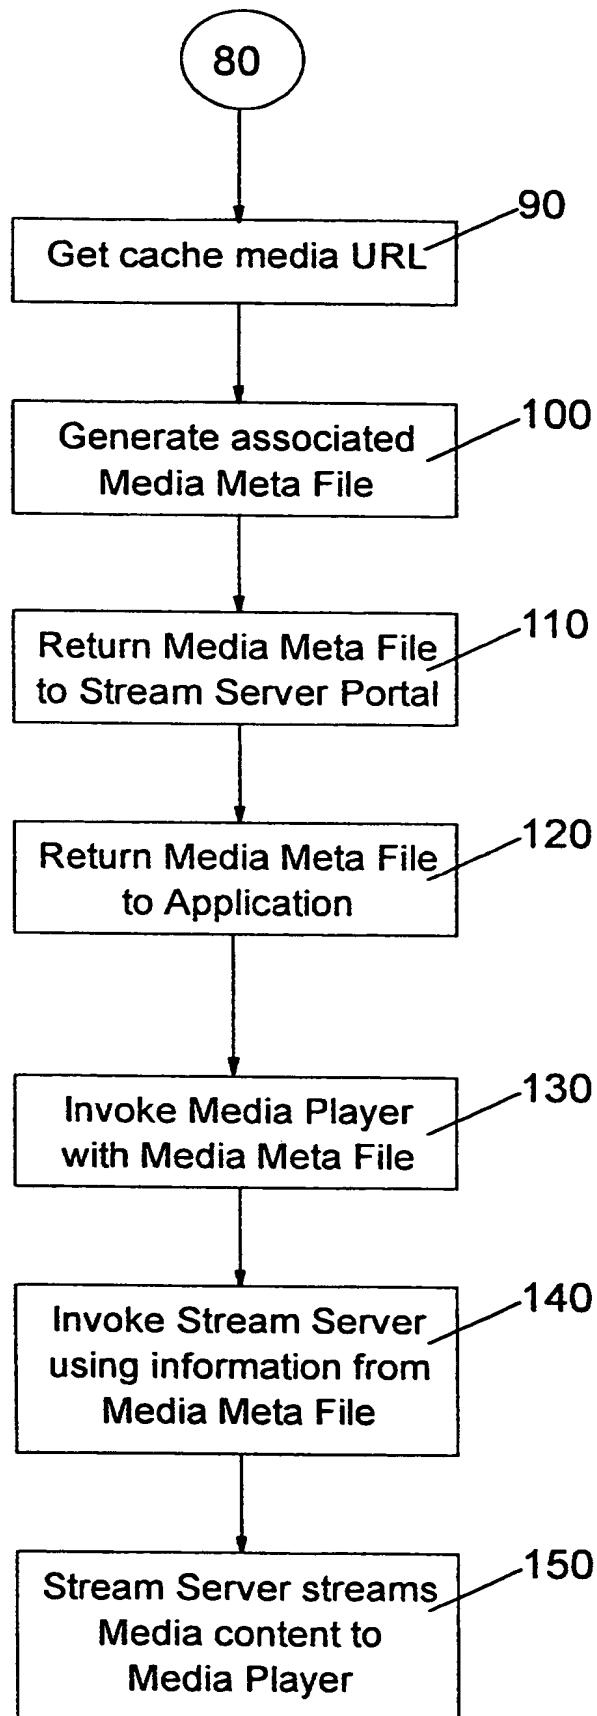 80
90
Get cache media URL
100
Generate associated
Media Meta File
110
Return Media Meta File
to Stream Server Portal
120
Return Media Meta File
to Application
130
Invoke Media Player
with Media Meta File
140
Invoke Stream Server
using information from
Media Meta File
150
Stream Server streams
Media content to
Media Player